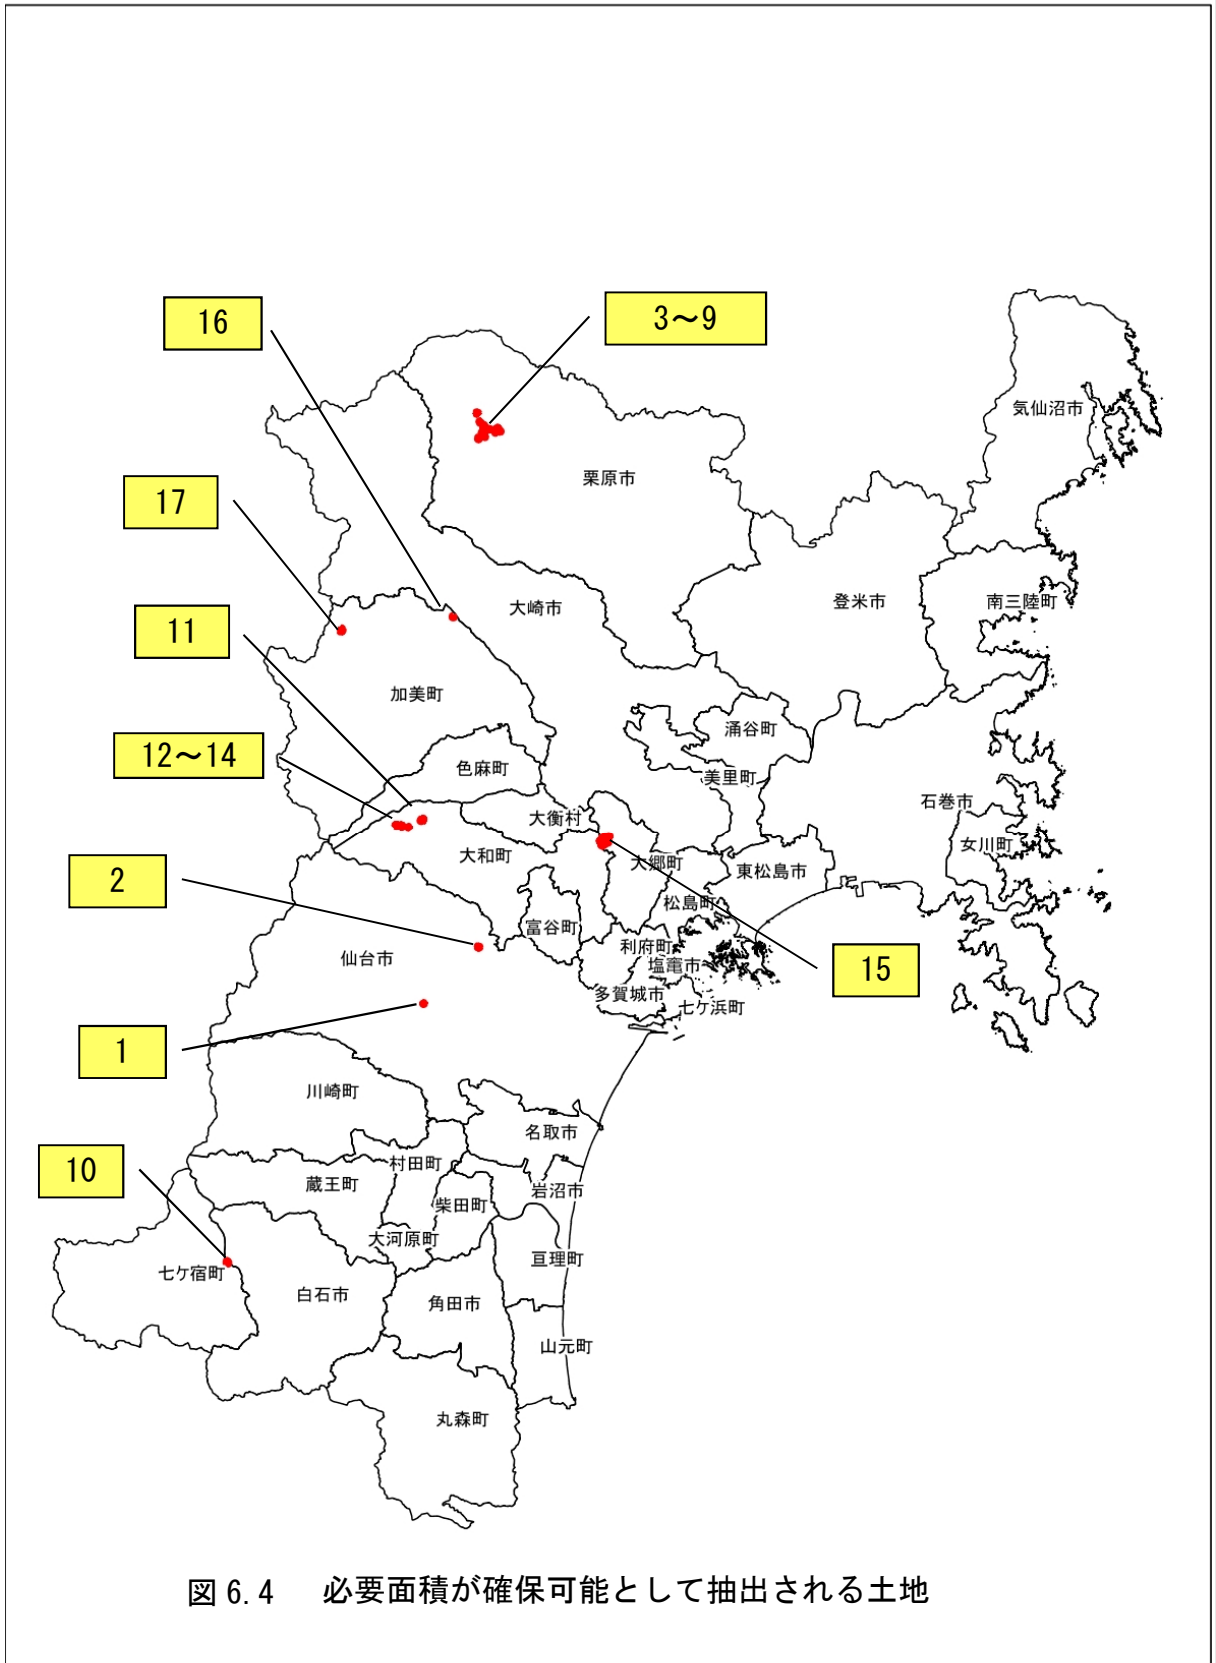 16
3～9
気仙沼市
栗原市
17
大崎市
登米市
南三陸町
11
加美町
涌谷町
12～14
色麻町
美里町
石巻市
大衡村
女川町
大和町
大郷町
東松島市
2
松島町
富谷町
利府町
仙台市
塩竈市
15
多賀城市
七ケ浜町
1
川崎町
名取市
村田町
10
蔵王町
岩沼市
柴田町
大河原町
亘理町
七ケ宿町
白石市
角田市
山元町
丸森町
図6.4 必要面積が確保可能として抽出される土地